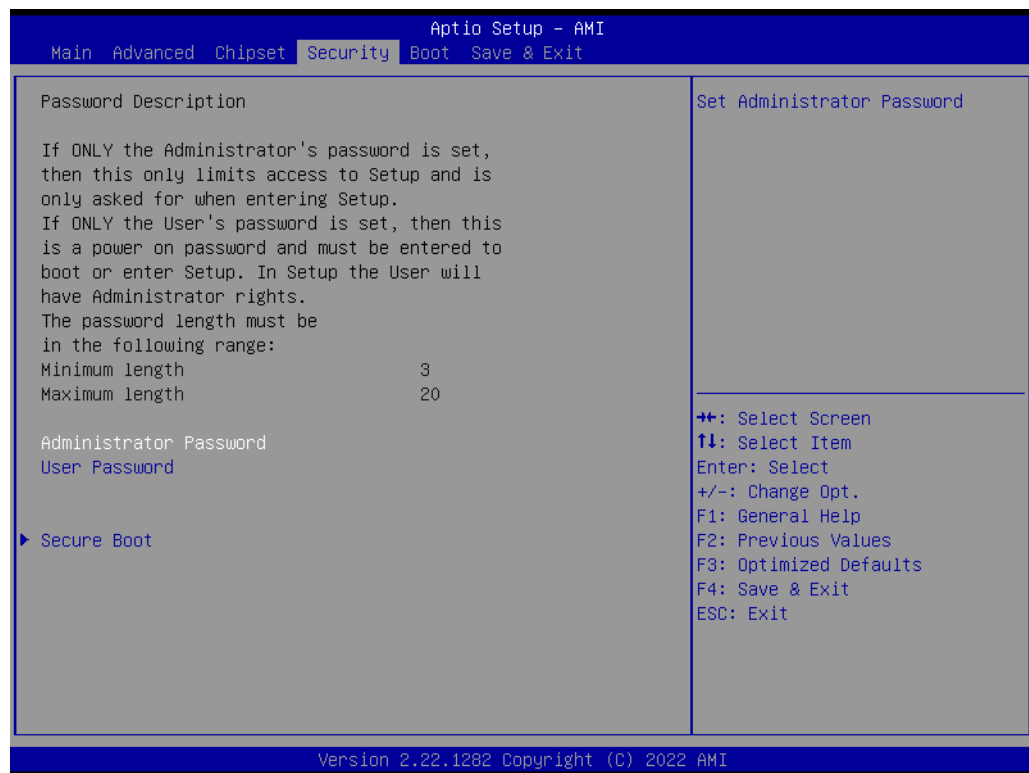 Aptio Setup - AMI
Main Advanced Chipset Security Boot Save & Exit
Password Description
If ONLY the Administrator's password is set,
then this only limits access to Setup and is
only asked for when entering Setup.
If ONLY the User's password is set, then this
is a power on password and must be entered to
boot or enter Setup. In Setup the User will
have Administrator rights.
The password length must be
in the following range:
Minimum length 3
Maximum length 20
Administrator Password
User Password
Secure Boot
Set Administrator Password
→←: Select Screen
↑↓: Select Item
Enter: Select
+/-: Change Opt.
F1: General Help
F2: Previous Values
F3: Optimized Defaults
F4: Save & Exit
ESC: Exit
Version 2.22.1282 Copyright (C) 2022 AMI